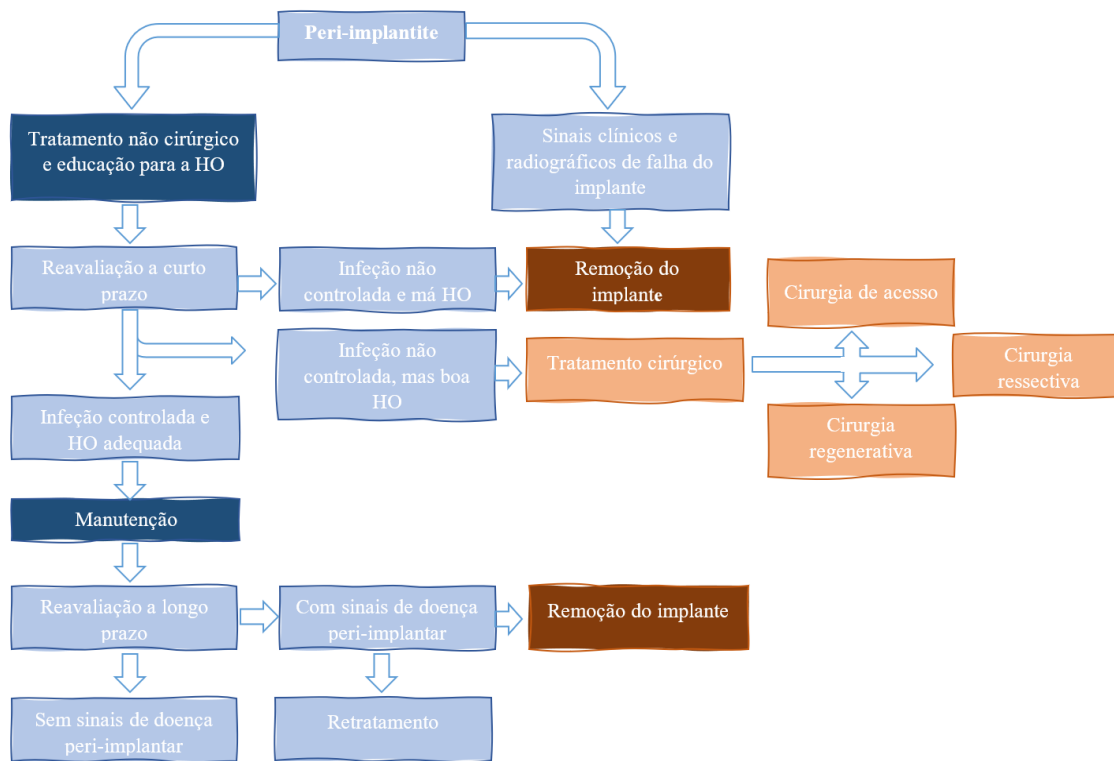 Peri-implantite
Tratamento não cirúrgico
e educação para a HO
Sinais clínicos e
radiográficos de falha do
implante
Reavaliação a curto
prazo
Infeção não
controlada e má HO
Remoção do
implante
Cirurgia de acesso
Infeção não
controlada, mas boa
HO
Tratamento cirúrgico
Cirurgia
ressectiva
Infeção controlada e
HO adequada
Cirurgia
regenerativa
Manutenção
Reavaliação a longo
prazo
Com sinais de doença
peri-implantar
Remoção do implante
Sem sinais de doença
peri-implantar
Retratamento